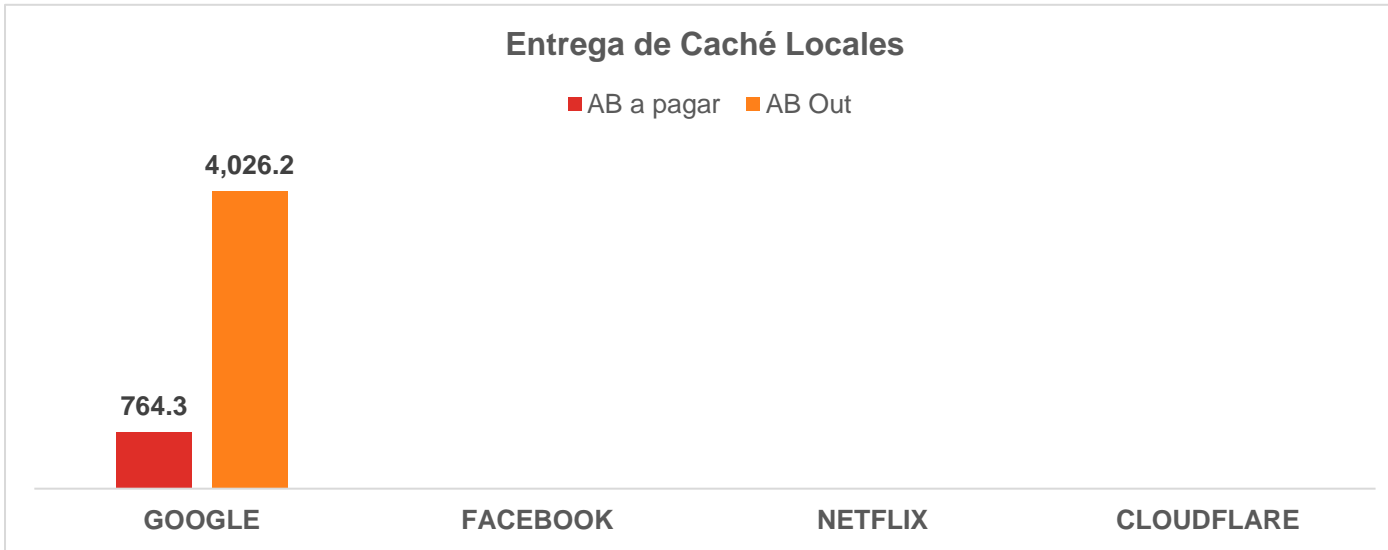 Entrega de Caché Locales
AB a pagar AB Out
4,026.2
764.3
GOOGLE FACEBOOK NETFLIX CLOUDFLARE